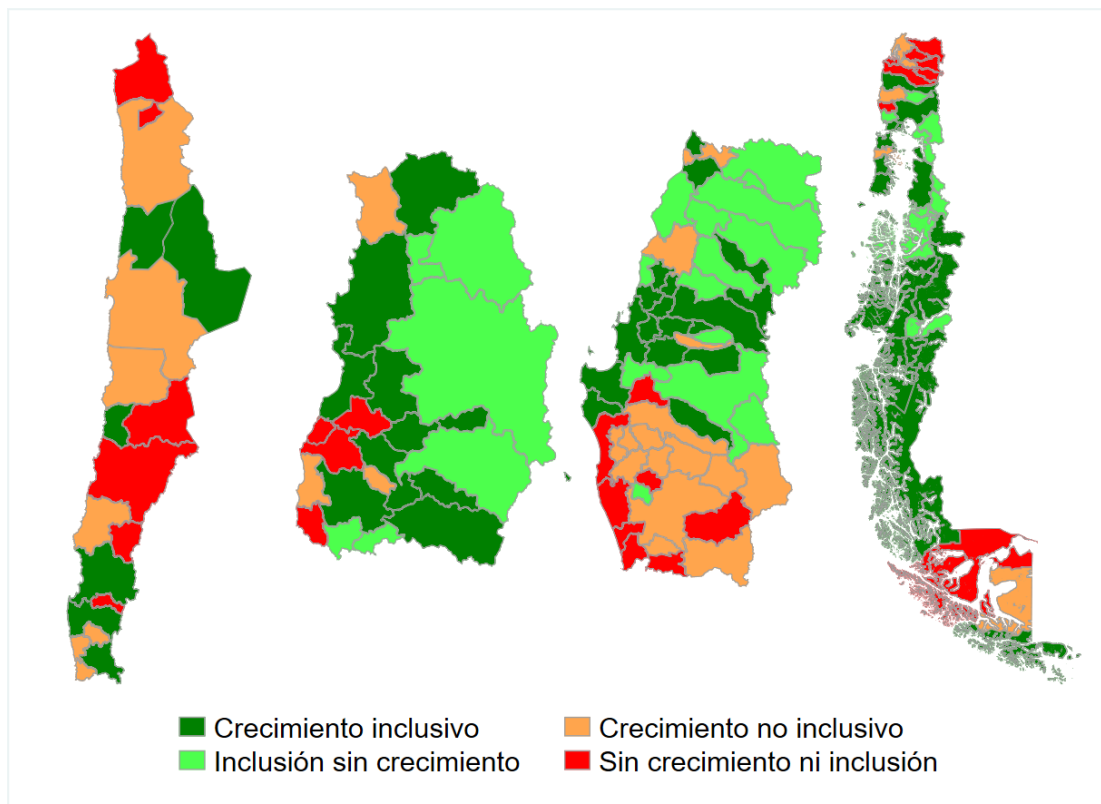 Crecimiento inclusivo
Crecimiento no inclusivo
Inclusión sin crecimiento
Sin crecimiento ni inclusión